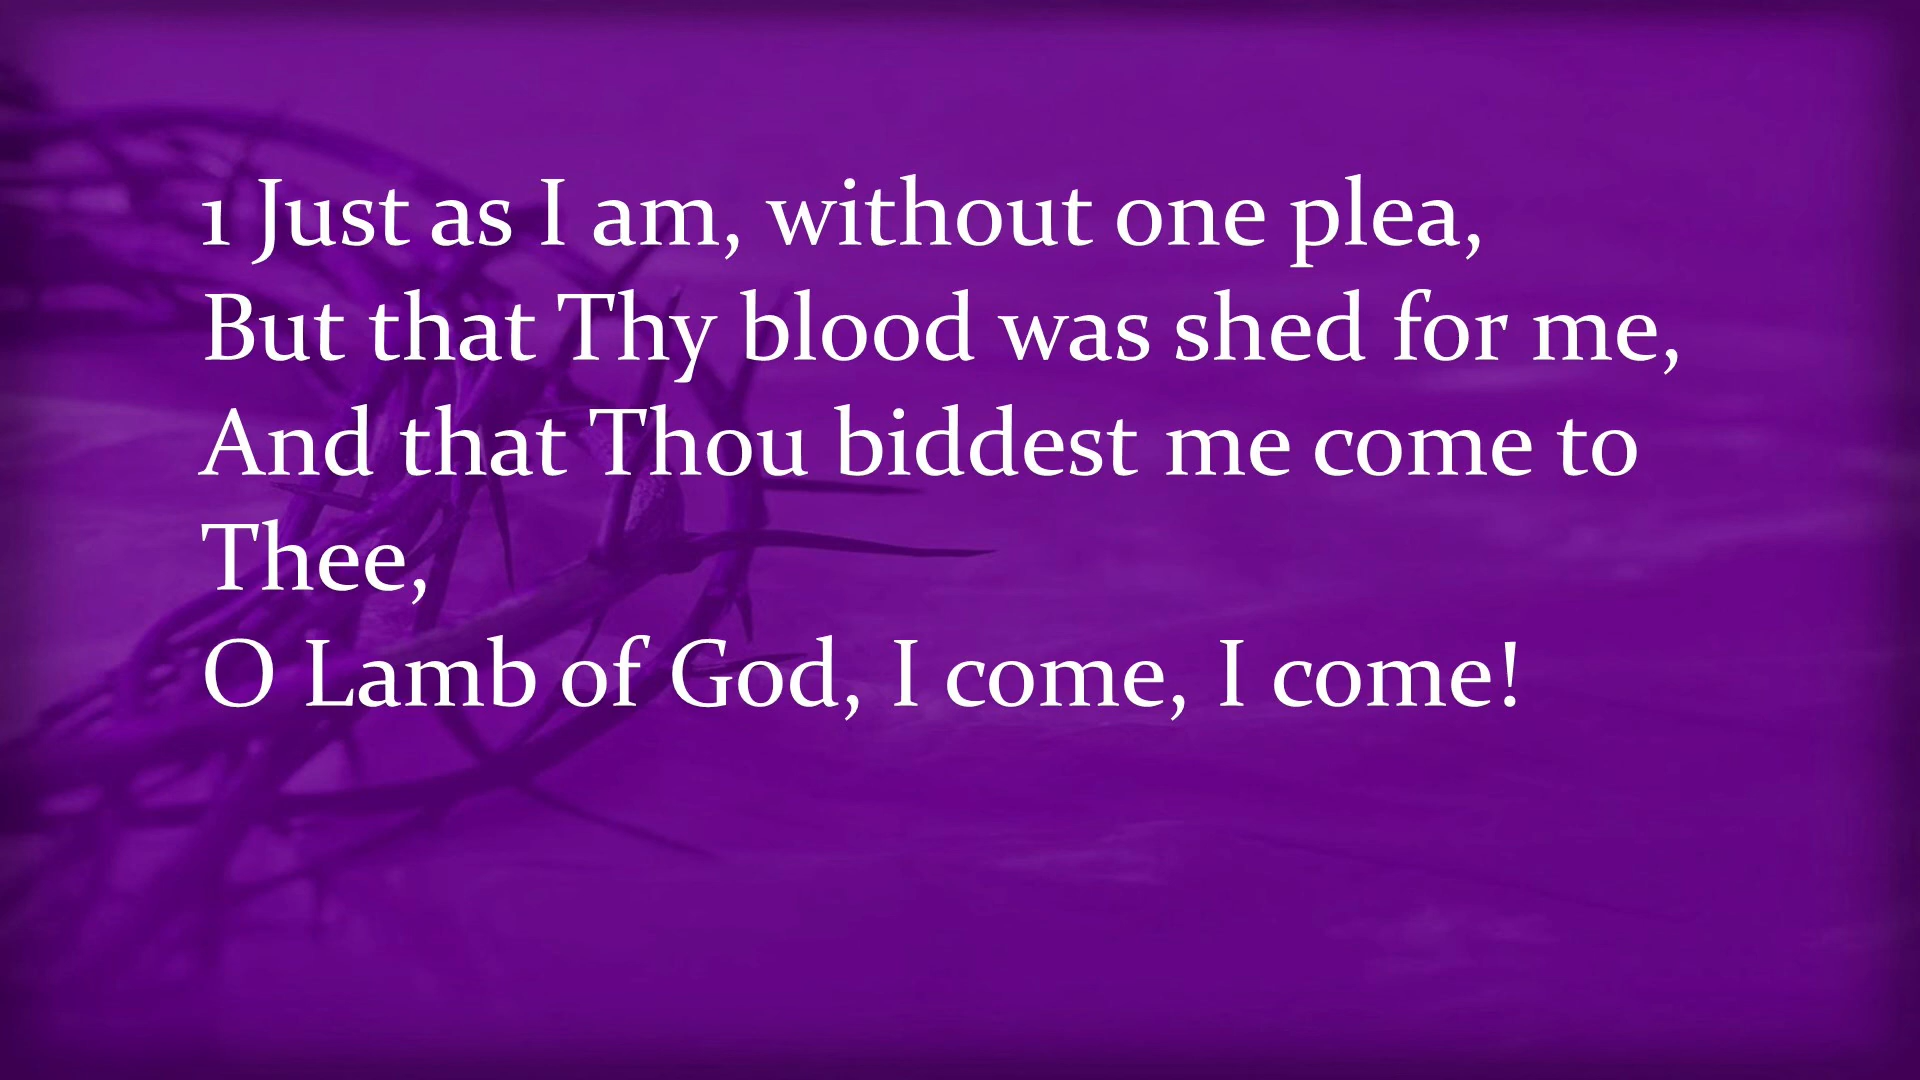 1 Just as I am, without one plea,
But that Thy blood was shed for me,
And that Thou biddest me come to
Thee,
O Lamb of God, I come, I come!